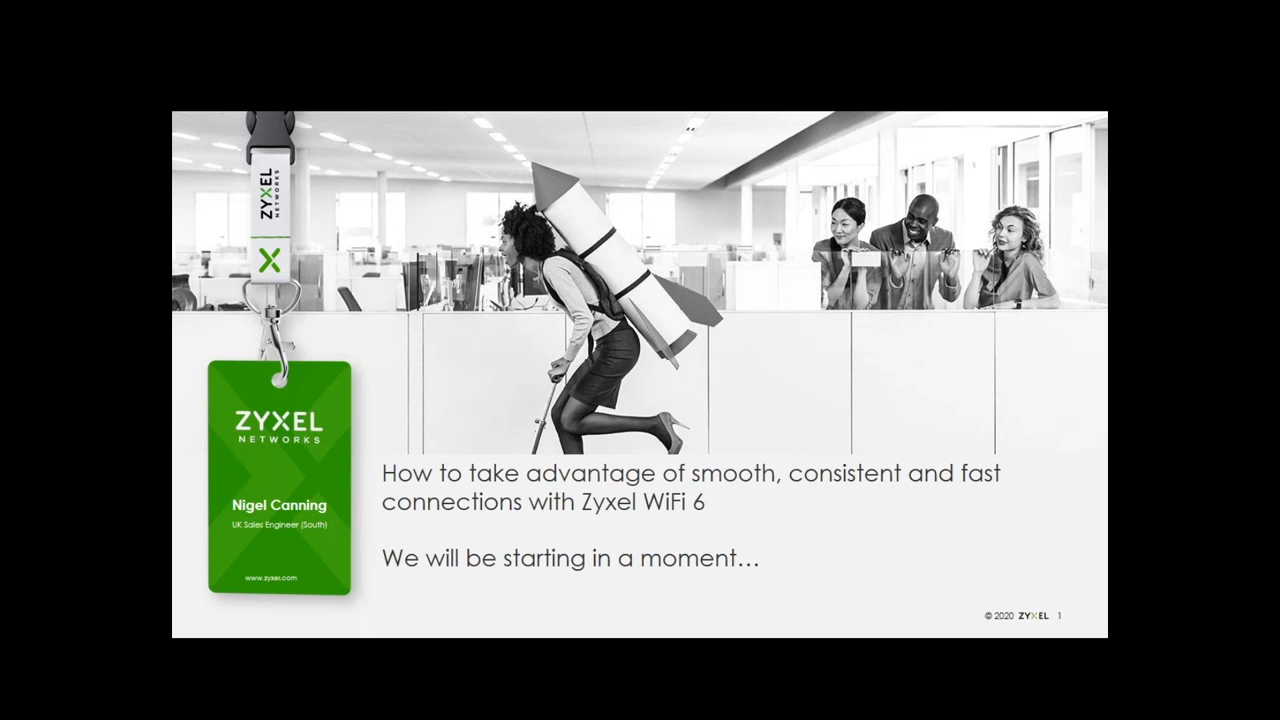 ZYXEL
NETWORKS
ZYXEL
NETWORKS
Nigel Canning
UK Sales Engineer (South)
www.zyxel.com
How to take advantage of smooth, consistent and fast
connections with Zyxel WiFi 6
We will be starting in a moment...
© 2020 ZYXEL 1